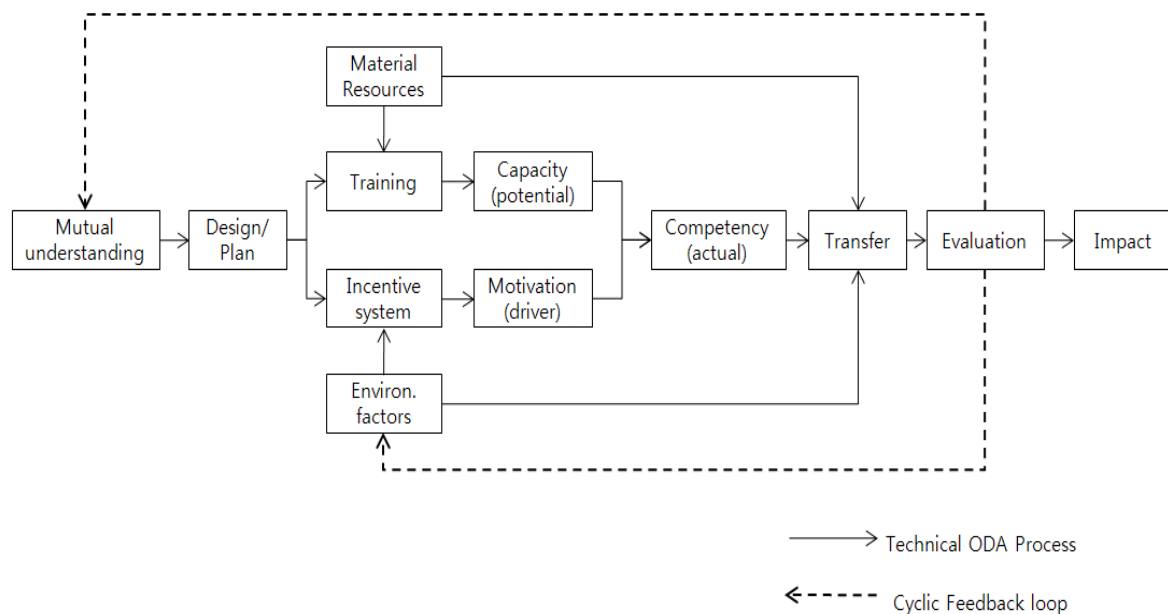 Material
Resources
Training
Capacity
(potential)
Mutual
understanding
Design/
Plan
Competency
(actual)
Transfer
Evaluation
Impact
Incentive
system
Motivation
(driver)
Environ.
factors
Technical ODA Process
Cyclic Feedback loop